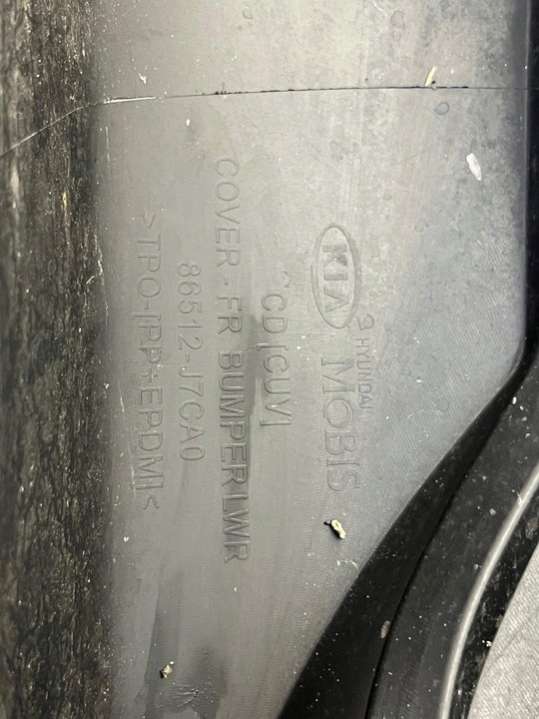 KIA
HYUNDAI
MOBIS
CD [CUV]
COVER-FR BUMPER LWR
86512-J7CA0
>TPO-[PP+EPDM]<